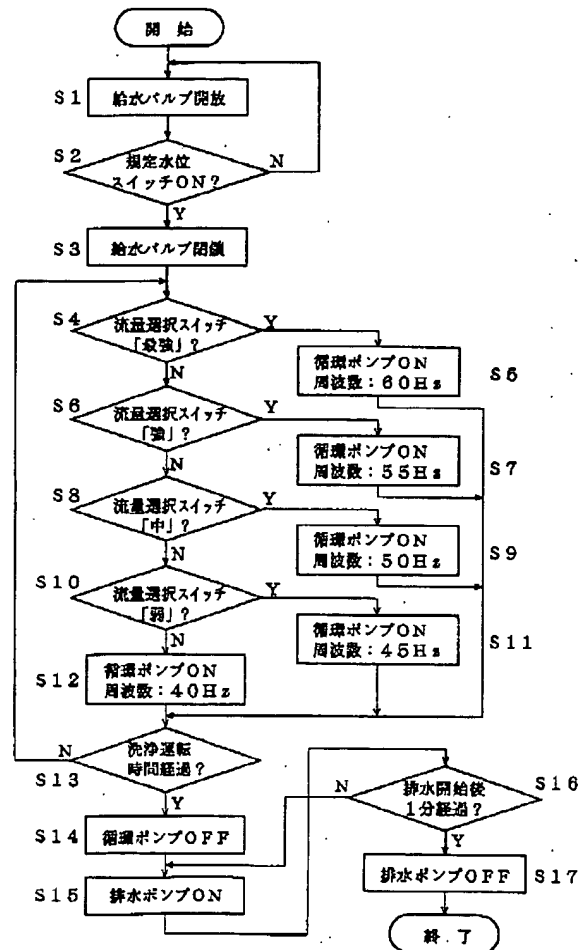 開 始
S1
給水バルブ開放
S2
規定水位
スイッチON?
N
Y
S3
給水バルブ閉鎖
S4
流量選択スイッチ
「最強」?
Y
N
循環ポンプON
周波数:60Hz
S5
S6
流量選択スイッチ
「強」?
Y
N
循環ポンプON
周波数:55Hz
S7
S8
流量選択スイッチ
「中」?
Y
N
循環ポンプON
周波数:50Hz
S9
S10
流量選択スイッチ
「弱」?
Y
N
循環ポンプON
周波数:45Hz
S11
S12
循環ポンプON
周波数:40Hz
N
洗浄運転
時間経過?
S13
Y
S14
循環ポンプOFF
S15
排水ポンプON
N
排水開始後
1分経過?
S16
Y
排水ポンプOFF
S17
終 了